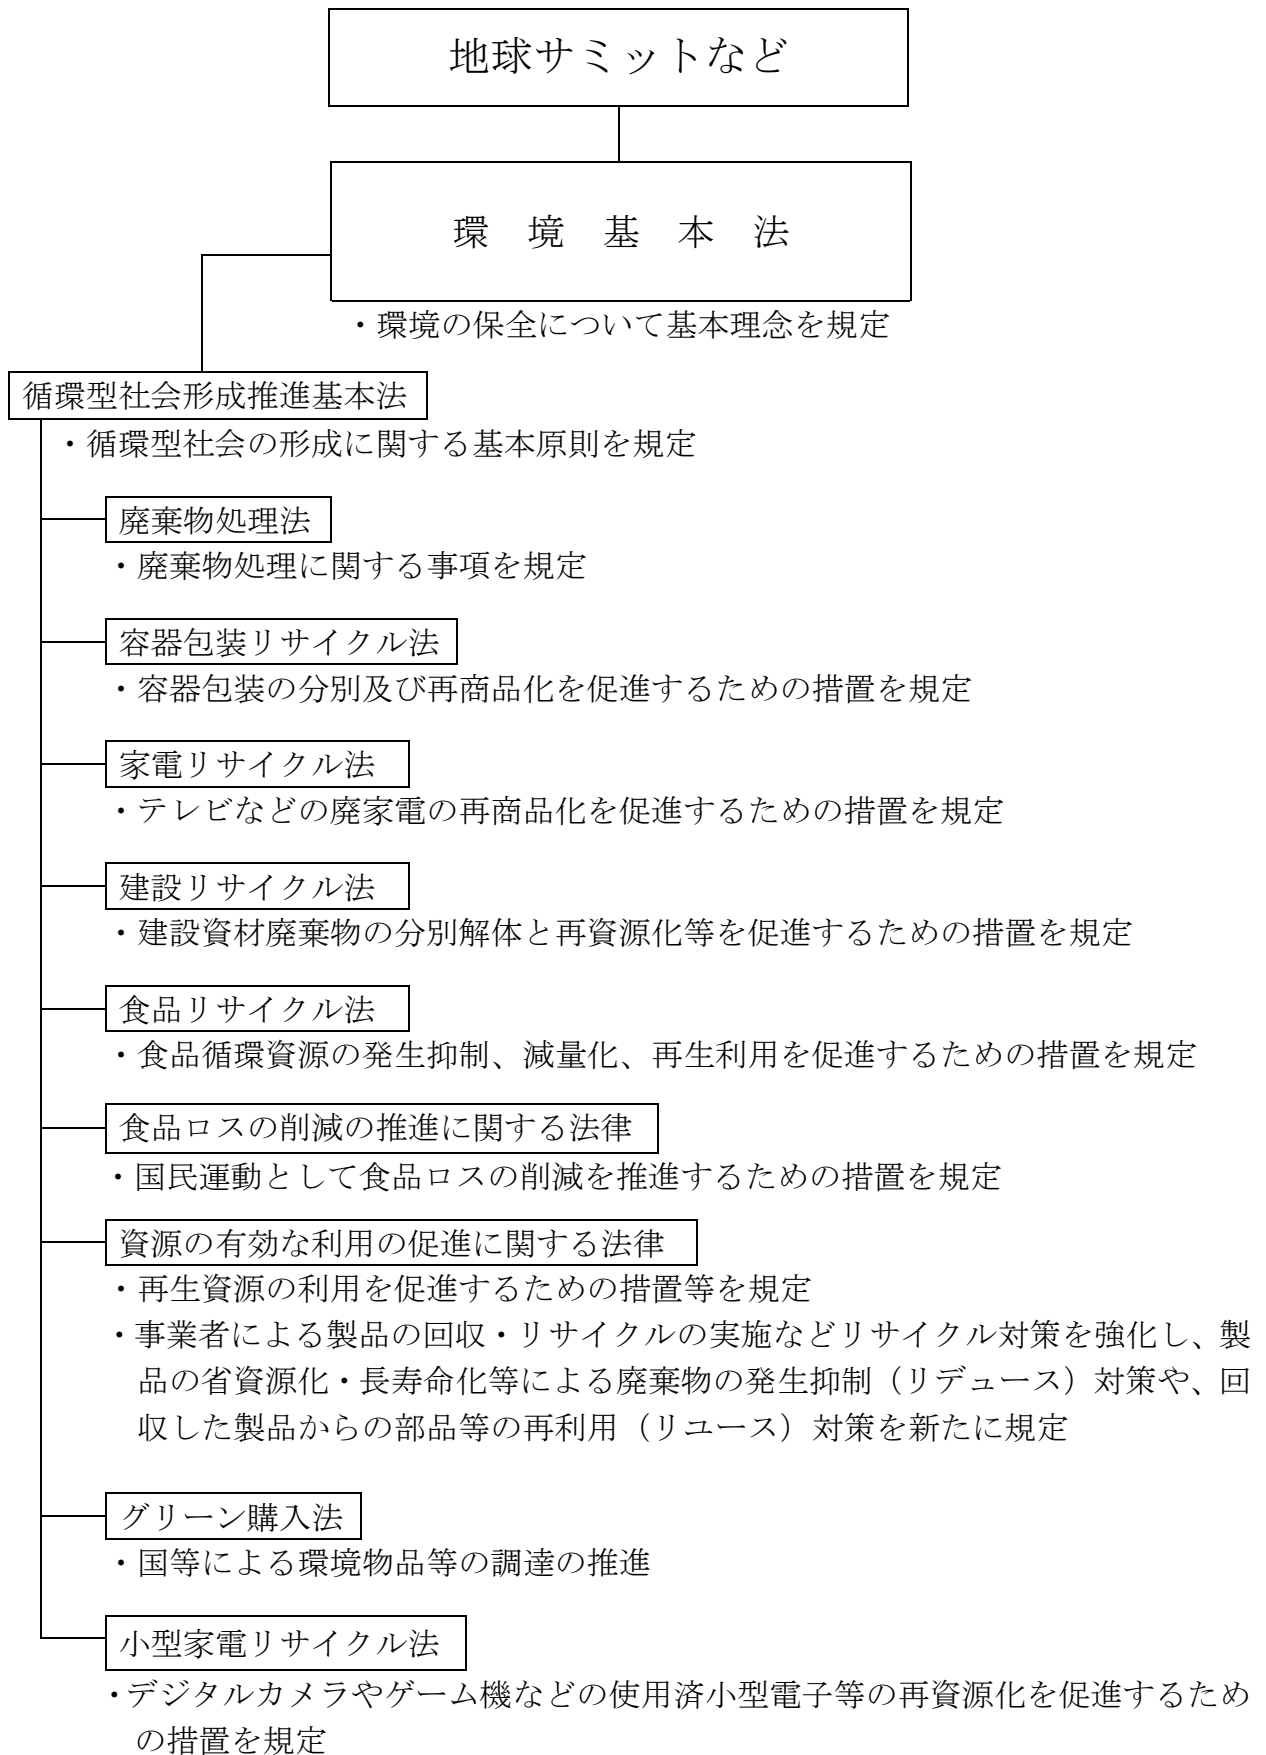 地球サミットなど
環 境 基 本 法
・環境の保全について基本理念を規定
循環型社会形成推進基本法
・循環型社会の形成に関する基本原則を規定
廃棄物処理法
・廃棄物処理に関する事項を規定
容器包装リサイクル法
・容器包装の分別及び再商品化を促進するための措置を規定
家電リサイクル法
・テレビなどの廃家電の再商品化を促進するための措置を規定
建設リサイクル法
・建設資材廃棄物の分別解体と再資源化等を促進するための措置を規定
食品リサイクル法
・食品循環資源の発生抑制、減量化、再生利用を促進するための措置を規定
食品ロスの削減の推進に関する法律
・国民運動として食品ロスの削減を推進するための措置を規定
資源の有効な利用の促進に関する法律
・再生資源の利用を促進するための措置等を規定
・事業者による製品の回収・リサイクルの実施などリサイクル対策を強化し、製
品の省資源化・長寿命化等による廃棄物の発生抑制（リデュース）対策や、回
収した製品からの部品等の再利用（リユース）対策を新たに規定
グリーン購入法
・国等による環境物品等の調達の推進
小型家電リサイクル法
・デジタルカメラやゲーム機などの使用済小型電子等の再資源化を促進するため
の措置を規定